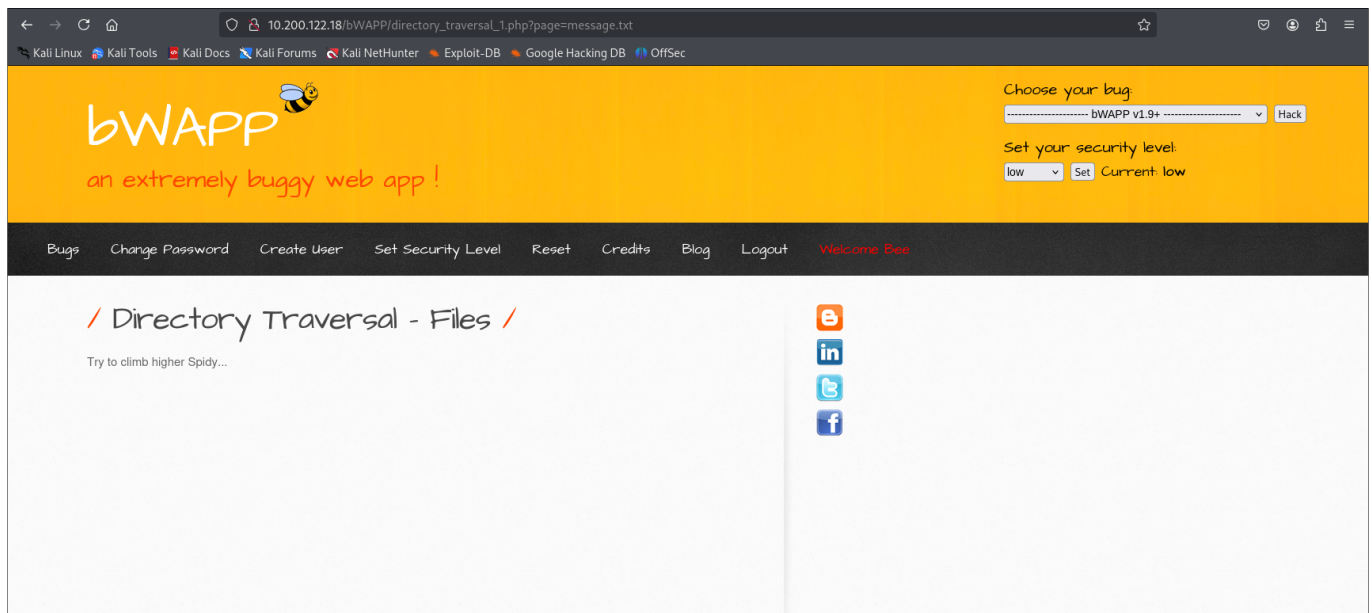 10.200.122.18/bWAPP/directory_traversal_1.php?page=message.txt
Kali Linux Kali Tools Kali Docs Kali Forums Kali NetHunter Exploit-DB Google Hacking DB OffSec
bWAPP
an extremely buggy web app !
Choose your bug:
--------------------- bWAPP v1.9+ --------------------- Hack
Set your security level:
low Set Current: low
Bugs Change Password Create User Set Security Level Reset Credits Blog Logout Welcome Bee
/ Directory Traversal - Files /
Try to climb higher Spidy...